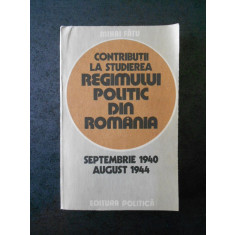 MIHAI FĂTU
CONTRIBUȚII
LA STUDIEREA
REGIMULUI
POLITIC DIN
ROMÂNIA
SEPTEMBRIE 1940
AUGUST 1944
EDITURA POLITICĂ